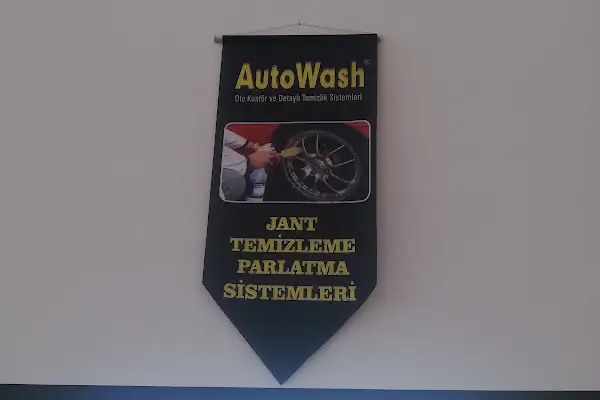 AutoWash®
Oto Kuaför ve Detaylı Temizlik Sistemleri
JANT
TEMİZLEME
PARLATMA
SİSTEMLERİ